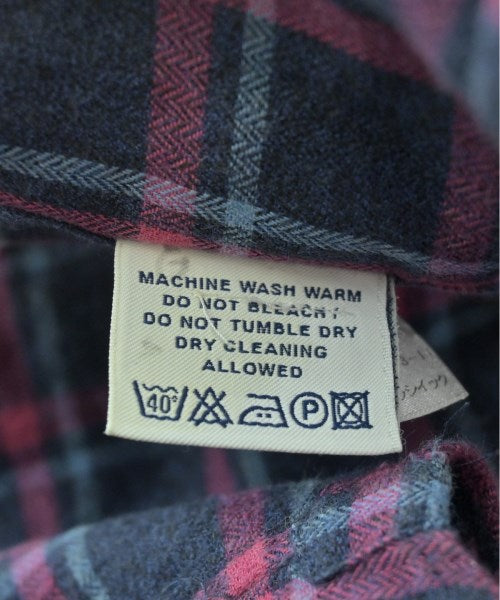 MACHINE WASH WARM
DO NOT BLEACH
DO NOT TUMBLE DRY
DRY CLEANING
ALLOWED
40° P